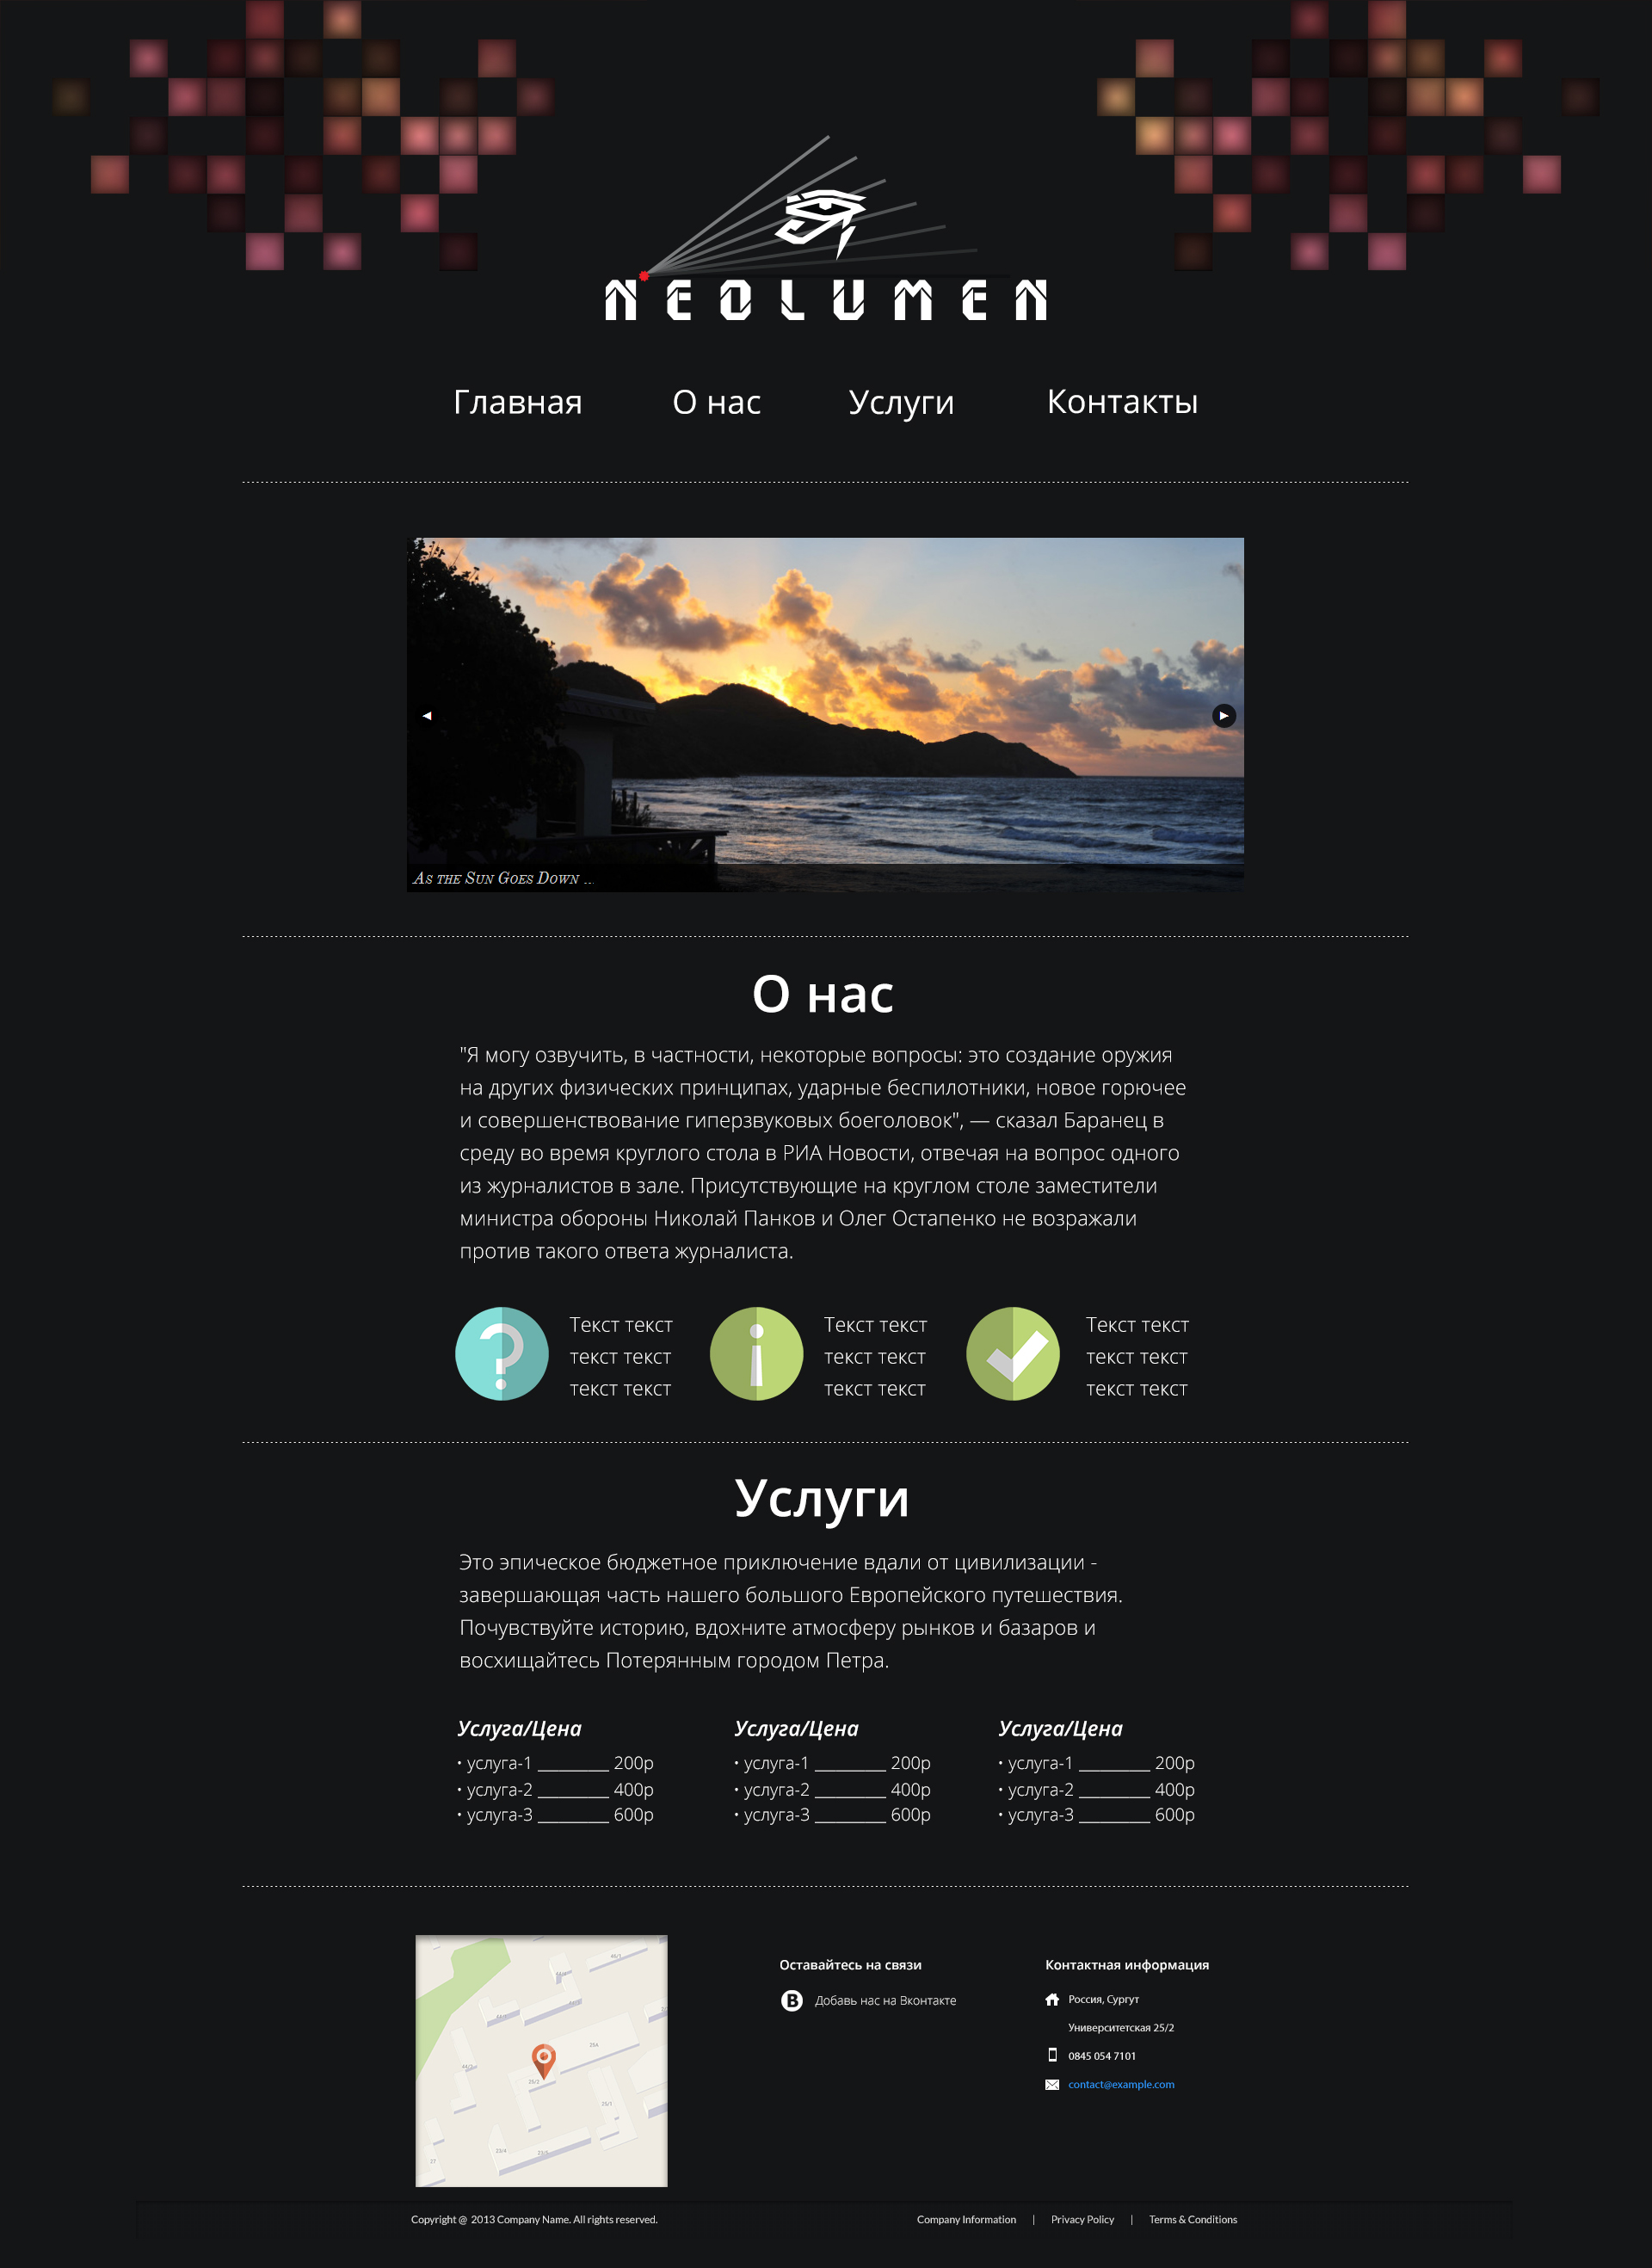 NEOLUMEN
Главная О нас Услуги Контакты
As the Sun Goes Down ...
О нас
"Я могу озвучить, в частности, некоторые вопросы: это создание оружия
на других физических принципах, ударные беспилотники, новое горючее
и совершенствование гиперзвуковых боеголовок", — сказал Баранец в
среду во время круглого стола в РИА Новости, отвечая на вопрос одного
из журналистов в зале. Присутствующие на круглом столе заместители
министра обороны Николай Панков и Олег Остапенко не возражали
против такого ответа журналиста.
Текст текст
текст текст
текст текст
Текст текст
текст текст
текст текст
Текст текст
текст текст
текст текст
Услуги
Это эпическое бюджетное приключение вдали от цивилизации -
завершающая часть нашего большого Европейского путешествия.
Почувствуйте историю, вдохните атмосферу рынков и базаров и
восхищайтесь Потерянным городом Петра.
Услуга/Цена
• услуга-1 ________ 200р
• услуга-2 ________ 400р
• услуга-3 ________ 600р
Услуга/Цена
• услуга-1 ________ 200р
• услуга-2 ________ 400р
• услуга-3 ________ 600р
Услуга/Цена
• услуга-1 ________ 200р
• услуга-2 ________ 400р
• услуга-3 ________ 600р
25А
25/2
25/1
23/4
27
Оставайтесь на связи
В Добавь нас на Вконтакте
Контактная информация
Россия, Сургут
Университетская 25/2
0845 054 7101
contact@example.com
Copyright @ 2013 Company Name. All rights reserved.
Company Information | Privacy Policy | Terms & Conditions